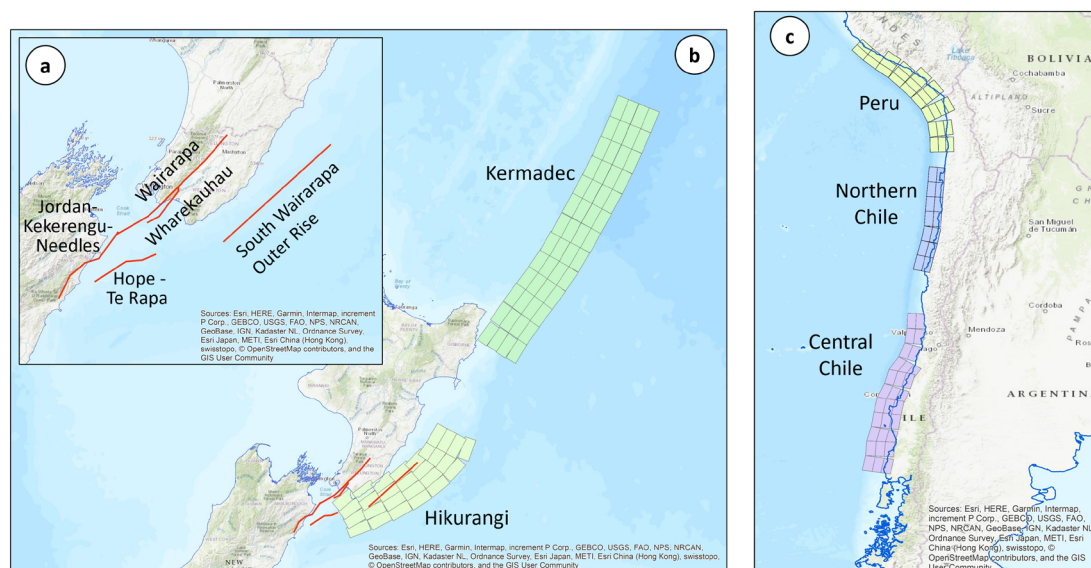 a
Wairarapa
Wharekauhau
Jordan-
Kekerengu-
Needles
Hope -
Te Rapa
South Wairarapa
Outer Rise
Sources: Esri, HERE, Garmin, Intermap, increment
P Corp., GEBCO, USGS, FAO, NPS, NRCAN,
GeoBase, IGN, Kadaster NL, Ordnance Survey,
Esri Japan, METI, Esri China (Hong Kong),
swisstopo, © OpenStreetMap contributors, and the
GIS User Community
b
Kermadec
Hikurangi
NEW
Sources: Esri, HERE, Garmin, Intermap, increment P Corp., GEBCO, USGS, FAO, NPS, NRCAN,
GeoBase, IGN, Kadaster NL, Ordnance Survey, Esri Japan, METI, Esri China (Hong Kong), swisstopo,
© OpenStreetMap contributors, and the GIS User Community
c
Peru
Northern
Chile
Central
Chile
BOLIVIA
Cochabamba
ALTIPLANO
Sucre
San Miguel
de Tucumán
Cordoba
Mendoza
ARGENTIN
ILE
Sources: Esri, HERE, Garmin, Intermap,
increment P Corp., GEBCO, USGS, FAO,
NPS, NRCAN, GeoBase, IGN, Kadaster NL,
Ordnance Survey, Esri Japan, METI, Esri
China (Hong Kong), swisstopo, ©
OpenStreetMap contributors, and the GIS
User Community